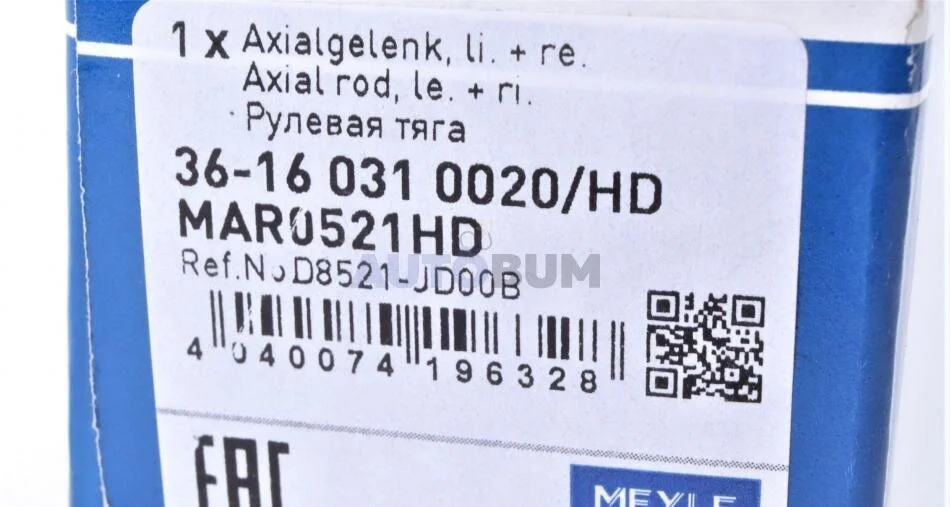 1 x Axialgelenk, li. + re.
Axial rod, le. + ri.
Рулевая тяга
36-16 031 0020/HD
MAR0521HD
AUTOBUM
Ref.No D8521-JD00B
4 040074 196328
EAC
MEYLE